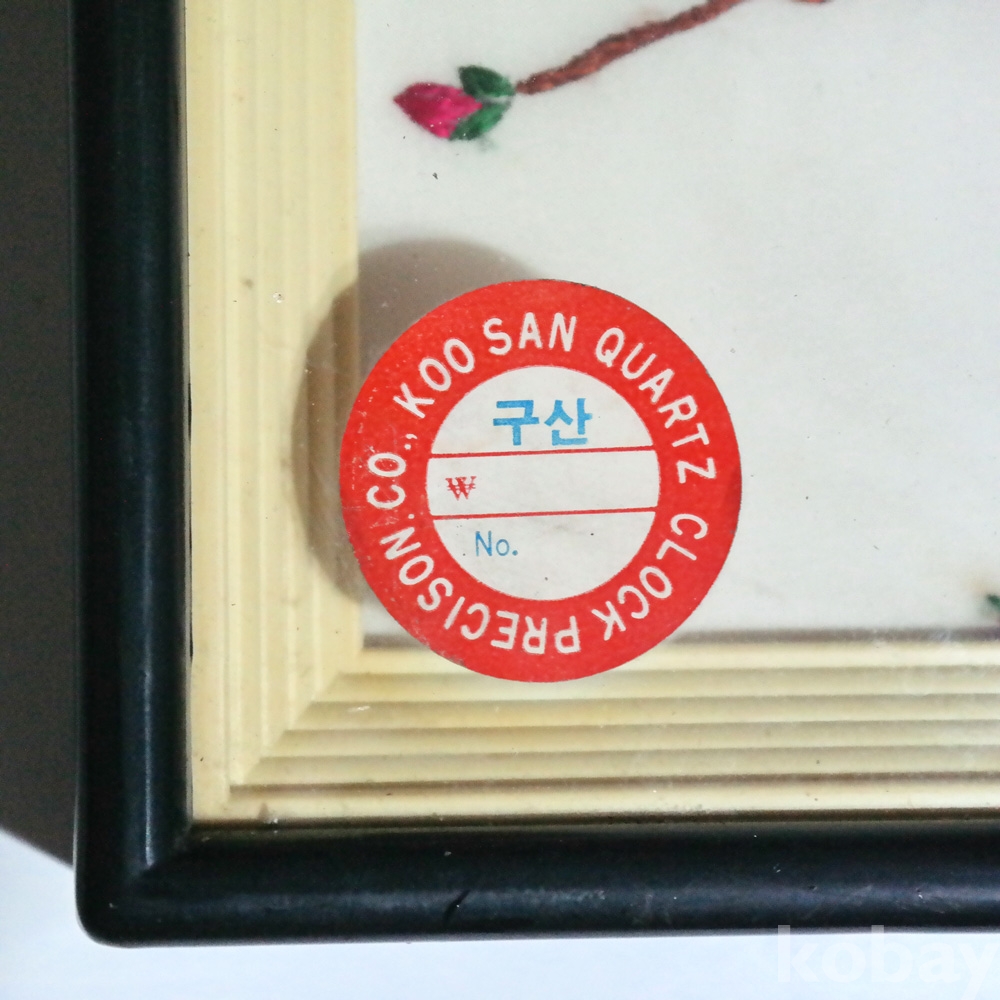 KOO SAN QUARTZ CLOCK PRECISON.CO.,
구산
₩
No.
kobay